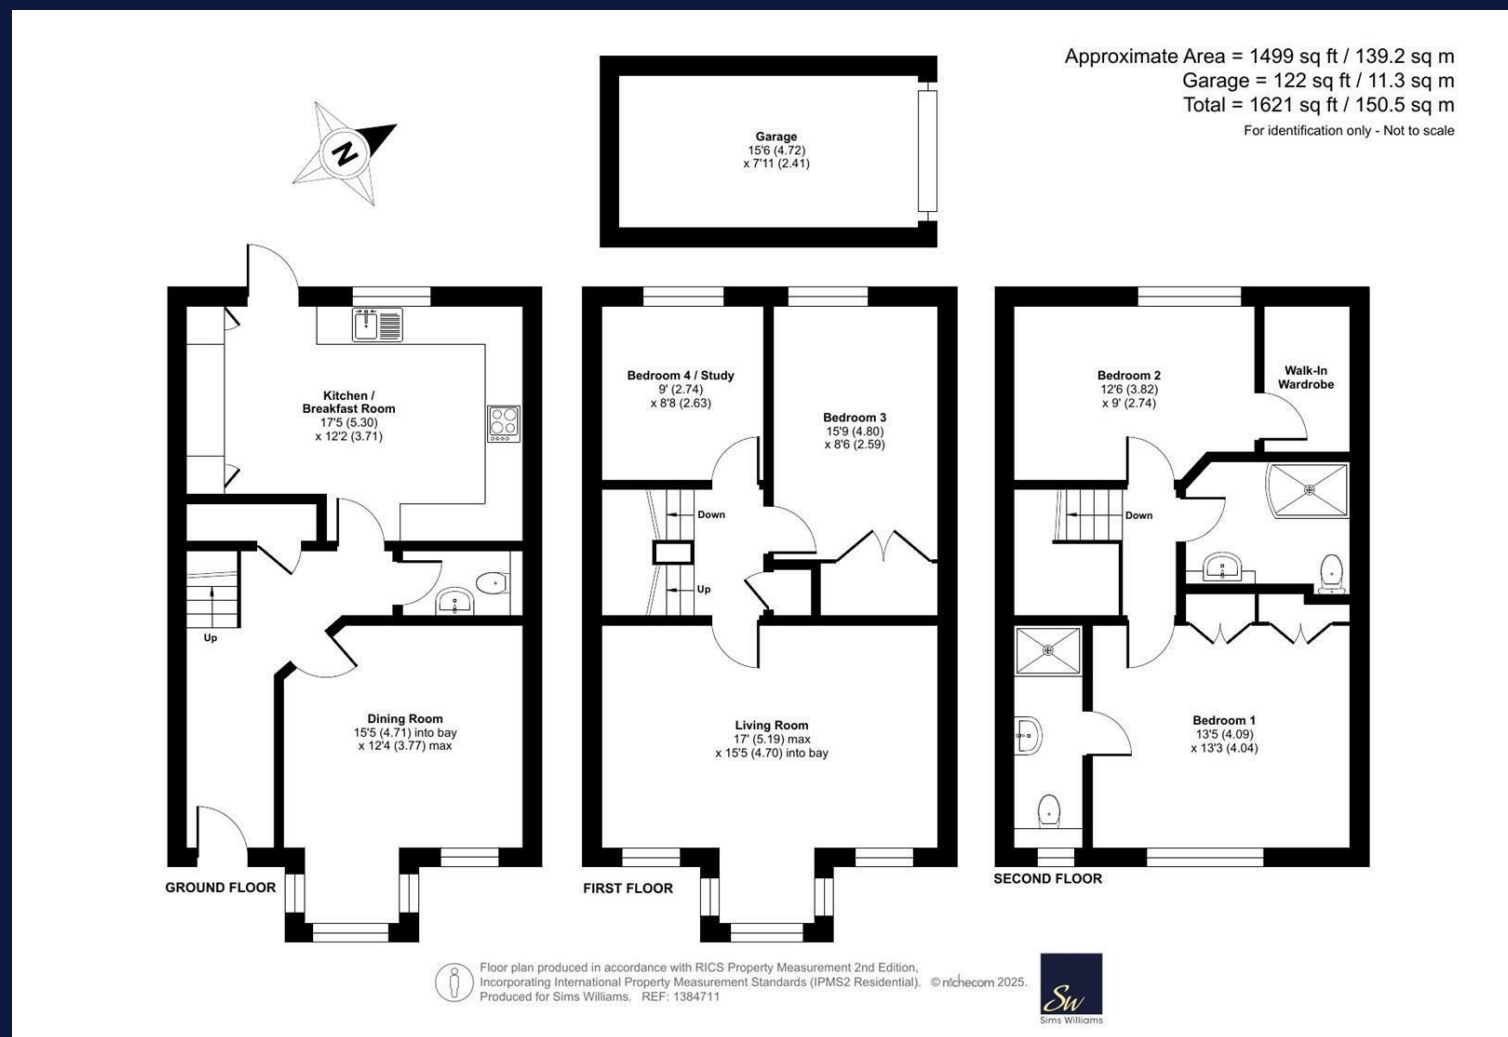 Approximate Area = 1499 sq ft / 139.2 sq m
Garage = 122 sq ft / 11.3 sq m
Total = 1621 sq ft / 150.5 sq m
For identification only - Not to scale
N
Garage
15'6 (4.72)
x 7'11 (2.41)
Kitchen /
Breakfast Room
17'5 (5.30)
x 12'2 (3.71)
Up
Dining Room
15'5 (4.71) into bay
x 12'4 (3.77) max
GROUND FLOOR
Bedroom 4 / Study
9' (2.74)
x 8'8 (2.63)
Bedroom 3
15'9 (4.80)
x 8'6 (2.59)
Down
Up
Living Room
17' (5.19) max
x 15'5 (4.70) into bay
FIRST FLOOR
Bedroom 2
12'6 (3.82)
x 9' (2.74)
Walk-In
Wardrobe
Down
Bedroom 1
13'5 (4.09)
x 13'3 (4.04)
SECOND FLOOR
Floor plan produced in accordance with RICS Property Measurement 2nd Edition,
Incorporating International Property Measurement Standards (IPMS2 Residential). © nichecom 2025.
Produced for Sims Williams. REF: 1384711
SW
Sims Williams